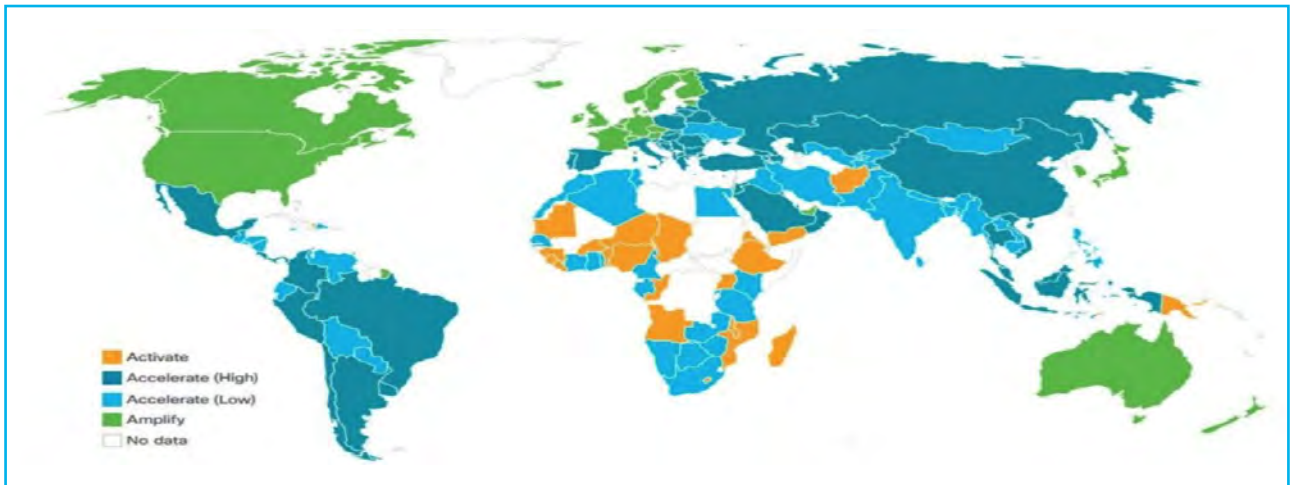 Activate
Accelerate (High)
Accelerate (Low)
Amplify
No data